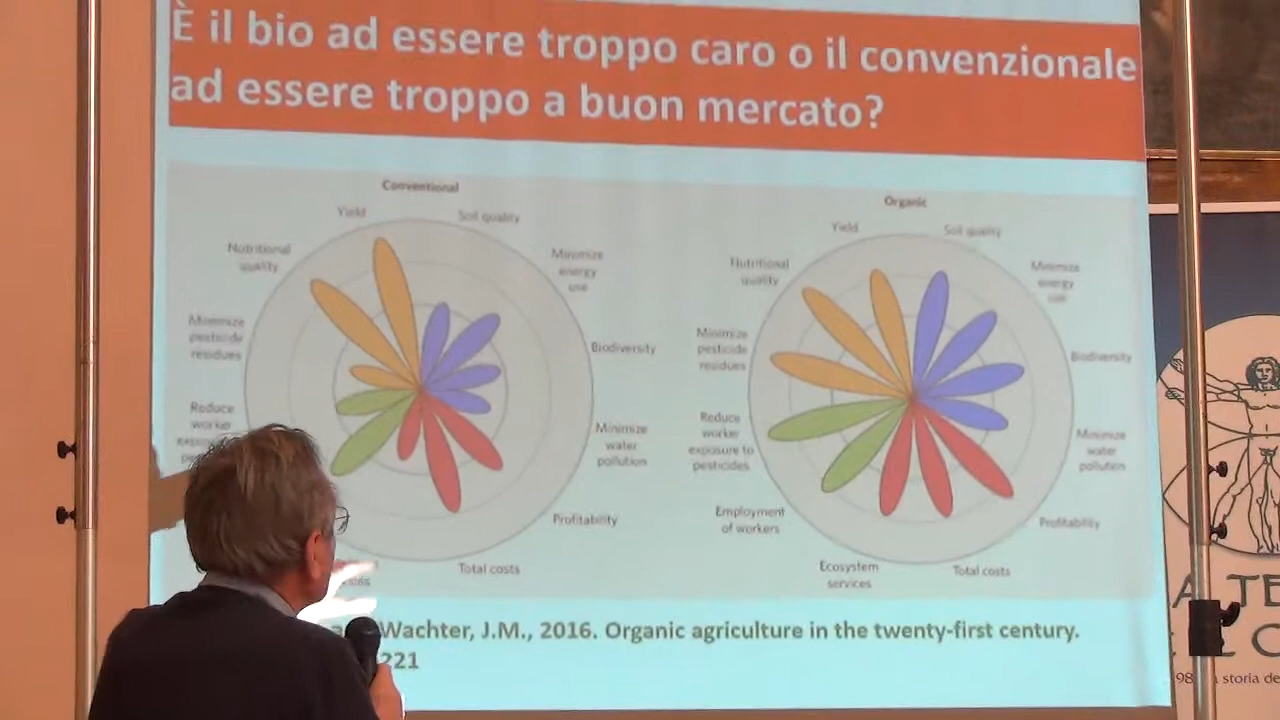 È il bio ad essere troppo caro o il convenzionale
ad essere troppo a buon mercato?
Conventional
Yield
Soil quality
Nutritional
quality
Minimize
energy
use
Minimize
pesticide
residues
Biodiversity
Reduce
worker
Minimize
water
pollution
Profitability
Total costs
Organic
Yield
Soil quality
Nutritional
quality
Minimize
energy
use
Minimize
pesticide
residues
Biodiversity
Reduce
worker
exposure to
pesticides
Minimize
water
pollution
Employment
of workers
Profitability
Ecosystem
services
Total costs
Wachter, J.M., 2016. Organic agriculture in the twenty-first century.
221
storia de